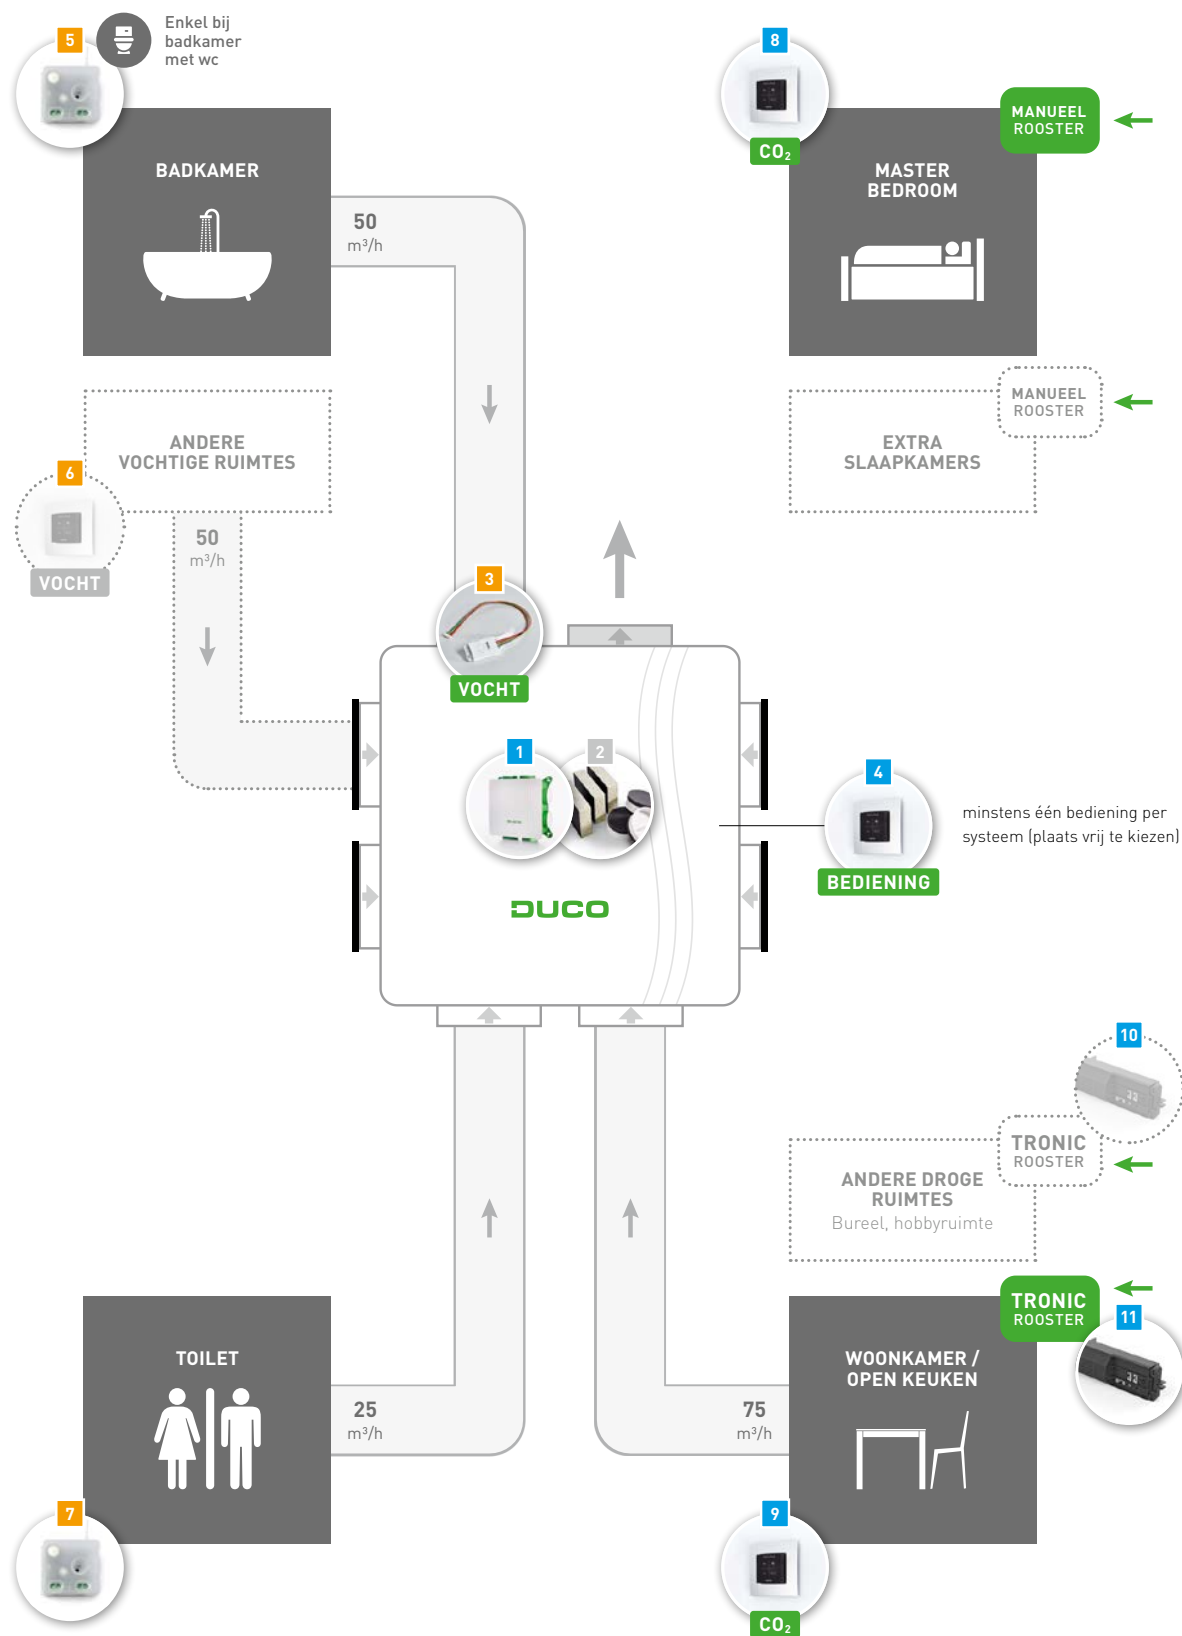 5
Enkel bij
badkamer
met wc
8
CO₂
MANUEEL
ROOSTER
BADKAMER
50
m³/h
MASTER
BEDROOM
MANUEEL
ROOSTER
ANDERE
VOCHTIGE RUIMTES
EXTRA
SLAAPKAMERS
6
VOCHT
50
m³/h
3
VOCHT
1
2
4
minstens één bediening per
systeem (plaats vrij te kiezen)
BEDIENING
DUCO
10
TRONIC
ROOSTER
ANDERE DROGE
RUIMTES
Bureel, hobbyruimte
TRONIC
ROOSTER
11
TOILET
25
m³/h
75
m³/h
WOONKAMER /
OPEN KEUKEN
7
9
CO₂